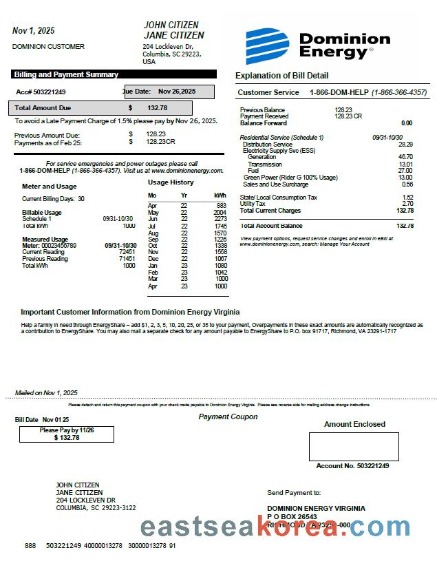 Nov 1, 2025
DOMINION CUSTOMER
JOHN CITIZEN
JANE CITIZEN
204 Lockleven Dr,
Columbia, SC 29223,
USA
Dominion
Energy®
Billing and Payment Summary
Acc# 503221249 Due Date: Nov 26,2025
Total Amount Due $ 132.78
To avoid a Late Payment Charge of 1.5% please pay by Nov 26, 2025.
Previous Amount Due: $ 128.23
Payments as of Feb 25: $ 128.23CR
For service emergencies and power outages please call
1-866-DOM-HELP (1-866-366-4357). Visit us at www.dominionenergy.com.
Meter and Usage
Current Billing Days: 30
Billable Usage
Schedule 1 09/31-10/30
Total kWh 1000
Measured Usage
Meter: 00023456789 09/31-10/30
Current Reading 72461
Previous Reading 71461
Total kWh 1000
Usage History
Mo Yr kWh
Apr 22 883
May 22 2004
Jun 22 2273
Jul 22 1745
Aug 22 1570
Sep 22 1226
Oct 22 1338
Nov 22 1558
Dec 22 1067
Jan 23 1080
Feb 23 1042
Mar 23 1000
Apr 23 1000
Explanation of Bill Detail
Customer Service 1-866-DOM-HELP (1-866-366-4357)
Previous Balance 128.23
Payment Received 128.23 CR
Balance Forward 0.00
Residential Service (Schedule 1) 09/31-10/30
Distribution Service 28.29
Electricity Supply Svc (ESS)
Generation 46.70
Transmission 13.01
Fuel 27.00
Green Power (Rider G 100% Usage) 13.00
Sales and Use Surcharge 0.56
State/Local Consumption Tax 1.52
Utility Tax 2.70
Total Current Charges 132.78
Total Account Balance 132.78
View payment options, request service changes and enroll in eBill at
www.dominionenergy.com, search: Manage Your Account
Important Customer Information from Dominion Energy Virginia
Help a family in need through EnergyShare – add $1, 2, 3, 5, 10, 20, 25, or 35 to your payment, Overpayments in these exact amounts are automatically recognized as
a contribution to EnergyShare. You may also mail a separate check for any amount payable to EnergyShare to P.O. box 91717, Richmond, VA 23291-1717
Mailed on Nov 1, 2025
Please detach and return this payment coupon with your check made payable to Dominion Energy Virginia. Please see reverse side for mailing address change instructions.
Bill Date Nov 01 25
Payment Coupon
Please Pay by 11/26
$ 132.78
Amount Enclosed
Account No. 503221249
JOHN CITIZEN
JANE CITIZEN
204 LOCKLEVEN DR
COLUMBIA, SC 29223-3122
Send Payment to:
DOMINION ENERGY VIRGINIA
P O BOX 26543
eastseakorea.com
888 503221249 40000013278 30000013278 91